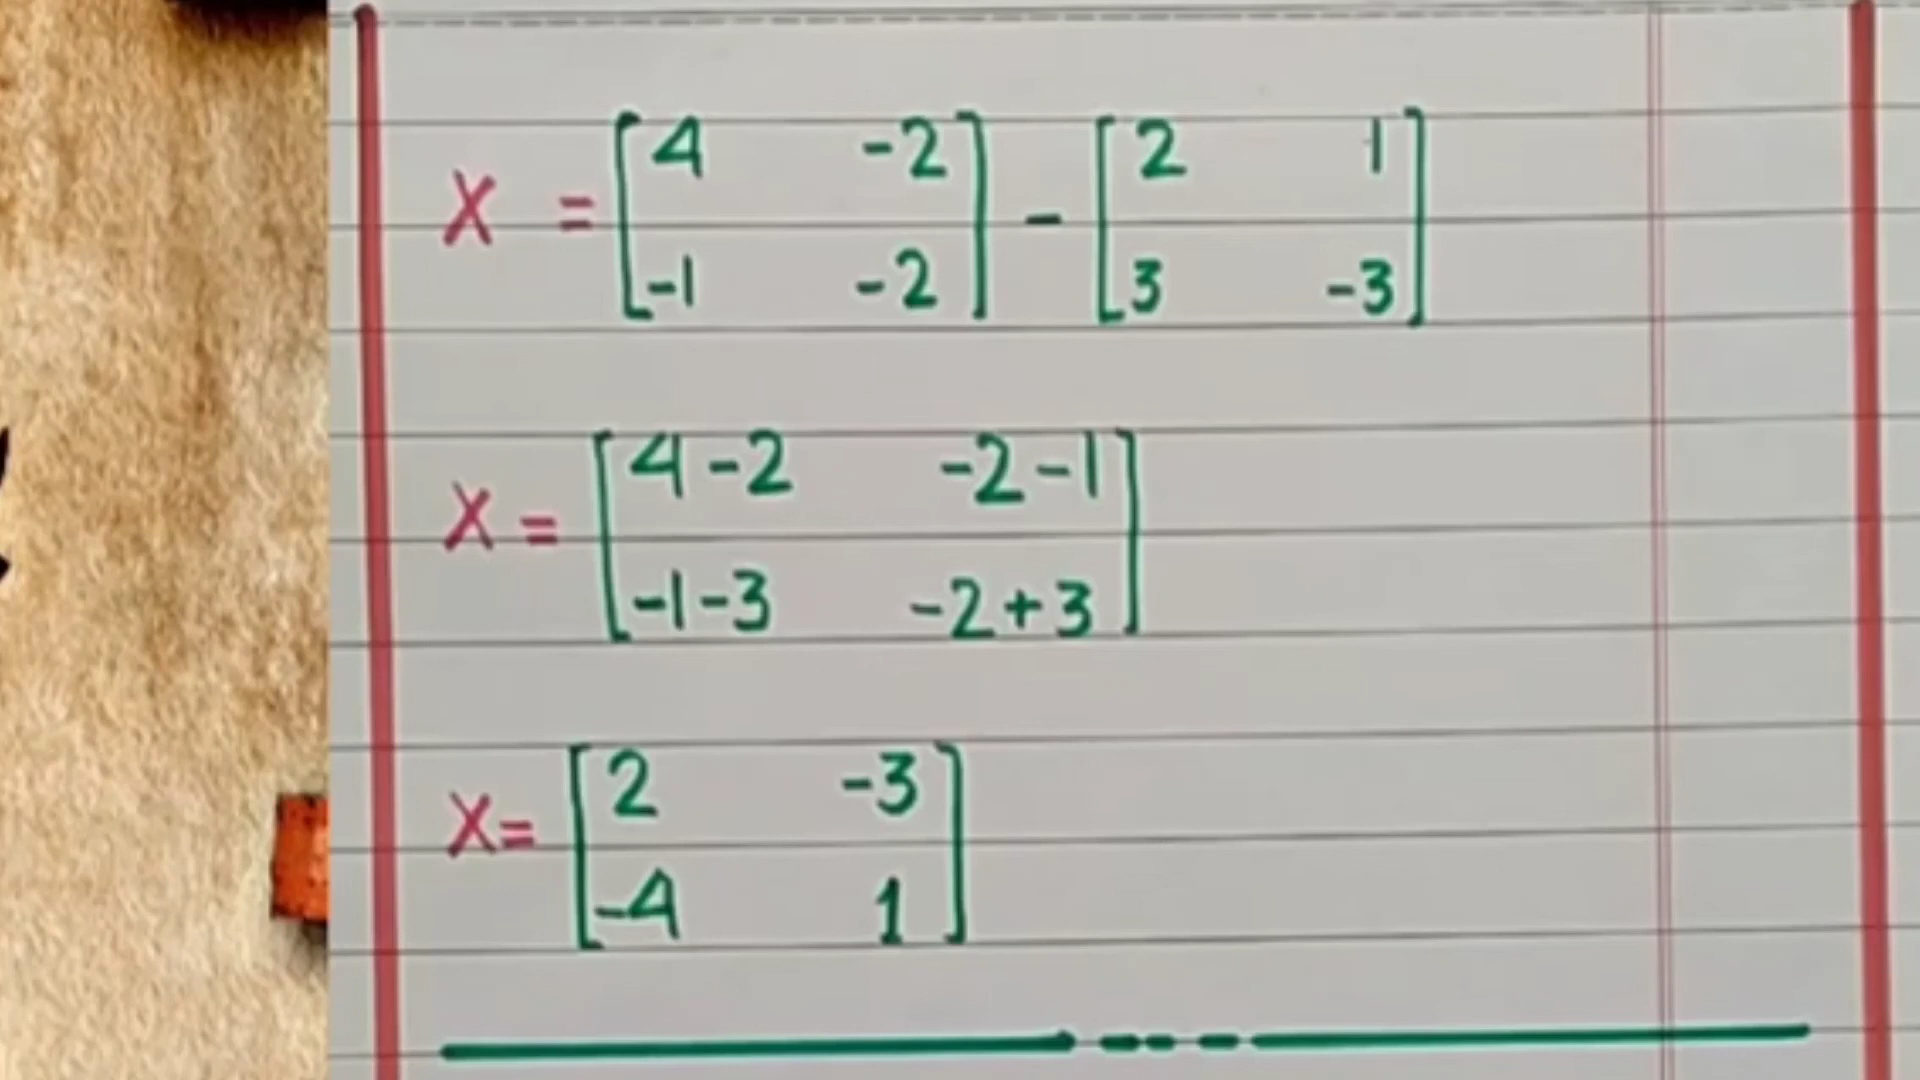 X = [4 -2] - [2 1]
[-1 -2] [3 -3]
X = [4-2 -2-1]
[-1-3 -2+3]
X= [2 -3]
[-4 1]